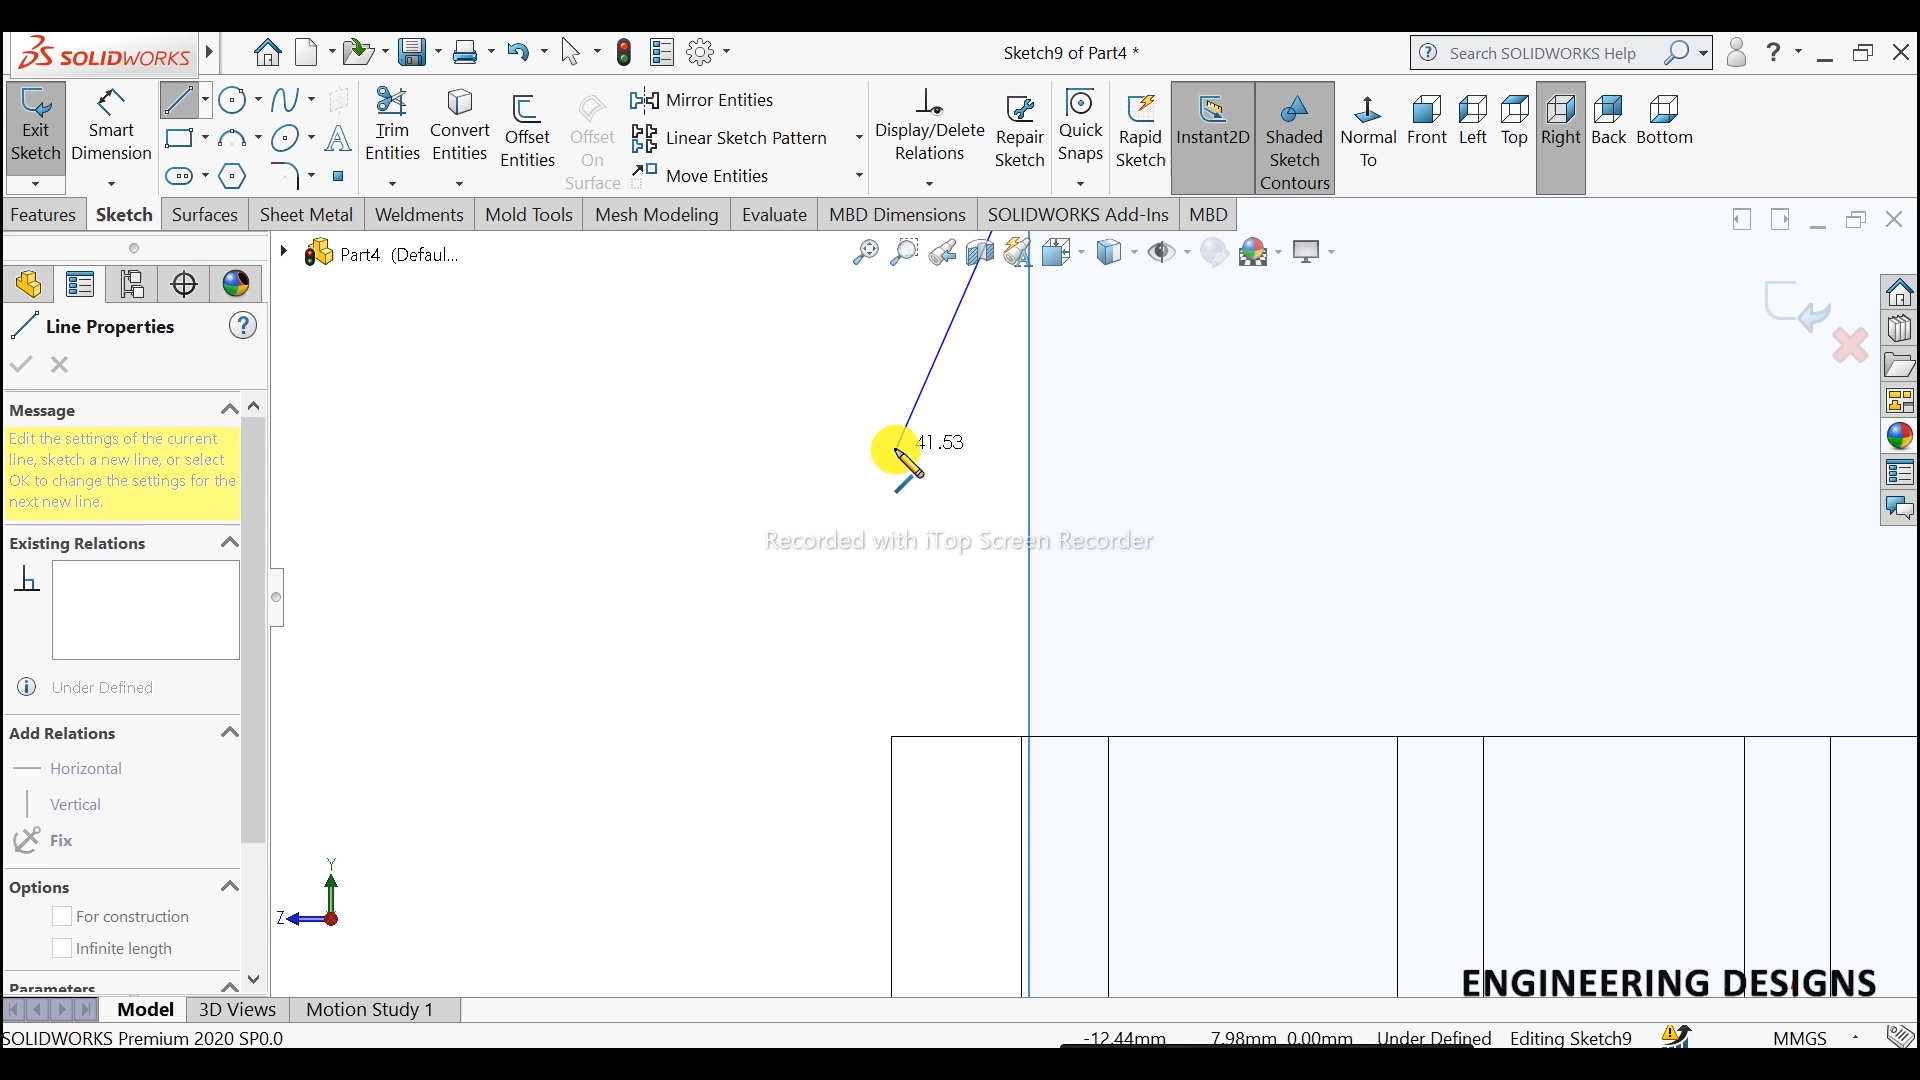 SOLIDWORKS
Sketch9 of Part4 *
Search SOLIDWORKS Help
Exit Sketch
Smart Dimension
Trim Entities
Convert Entities
Offset Entities
Offset On Surface
Mirror Entities
Linear Sketch Pattern
Move Entities
Display/Delete Relations
Repair Sketch
Quick Snaps
Rapid Sketch
Instant2D
Shaded Sketch Contours
Normal To
Front
Left
Top
Right
Back
Bottom
Features
Sketch
Surfaces
Sheet Metal
Weldments
Mold Tools
Mesh Modeling
Evaluate
MBD Dimensions
SOLIDWORKS Add-Ins
MBD
Part4 (Defaul...
Line Properties
Message
Edit the settings of the current
line, sketch a new line, or select
OK to change the settings for the
next new line.
Existing Relations
Under Defined
Add Relations
Horizontal
Vertical
Fix
Options
For construction
Infinite length
Parameters
41.53
Recorded with iTop Screen Recorder
Y
Z
ENGINEERING DESIGNS
Model
3D Views
Motion Study 1
SOLIDWORKS Premium 2020 SP0.0
-12.44mm
7.98mm
0.00mm
Under Defined
Editing Sketch9
MMGS